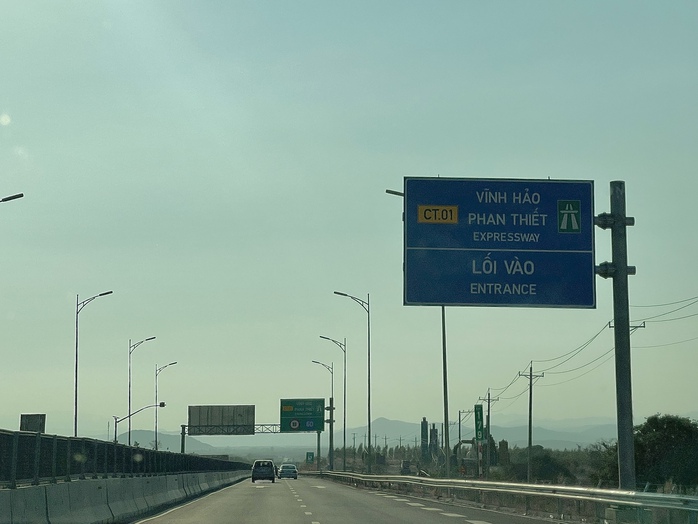 VĨNH HẢO
CT.01
PHAN THIẾT
EXPRESSWAY
LỐI VÀO
ENTRANCE